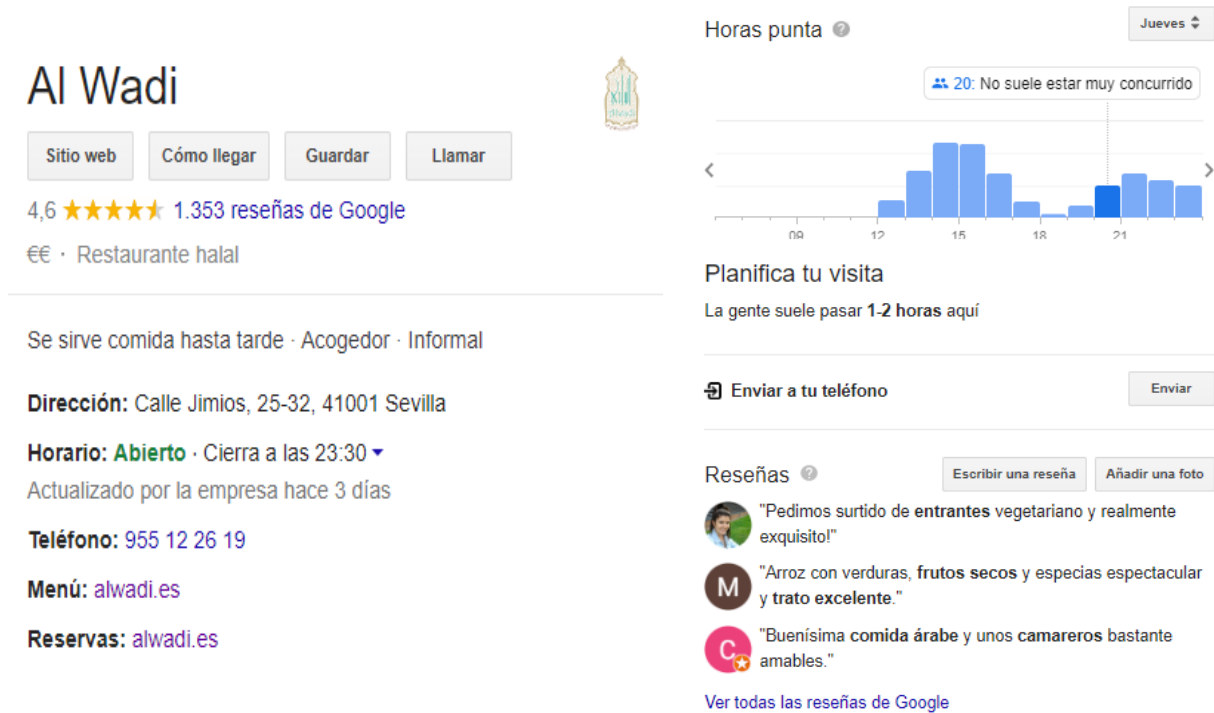 Al Wadi
Sitio web
Cómo llegar
Guardar
Llamar
4,6
1.353 reseñas de Google
€€ · Restaurante halal
Se sirve comida hasta tarde · Acogedor · Informal
Dirección: Calle Jimios, 25-32, 41001 Sevilla
Horario: Abierto · Cierra a las 23:30
Actualizado por la empresa hace 3 días
Teléfono: 955 12 26 19
Menú: alwadi.es
Reservas: alwadi.es
Horas punta
Jueves
20: No suele estar muy concurrido
09 12 15 18 21
Planifica tu visita
La gente suele pasar 1-2 horas aquí
Enviar a tu teléfono
Enviar
Reseñas
Escribir una reseña
Añadir una foto
"Pedimos surtido de entrantes vegetariano y realmente
exquisito!"
M
"Arroz con verduras, frutos secos y especias espectacular
y trato excelente."
C
"Buenísima comida árabe y unos camareros bastante
amables."
Ver todas las reseñas de Google